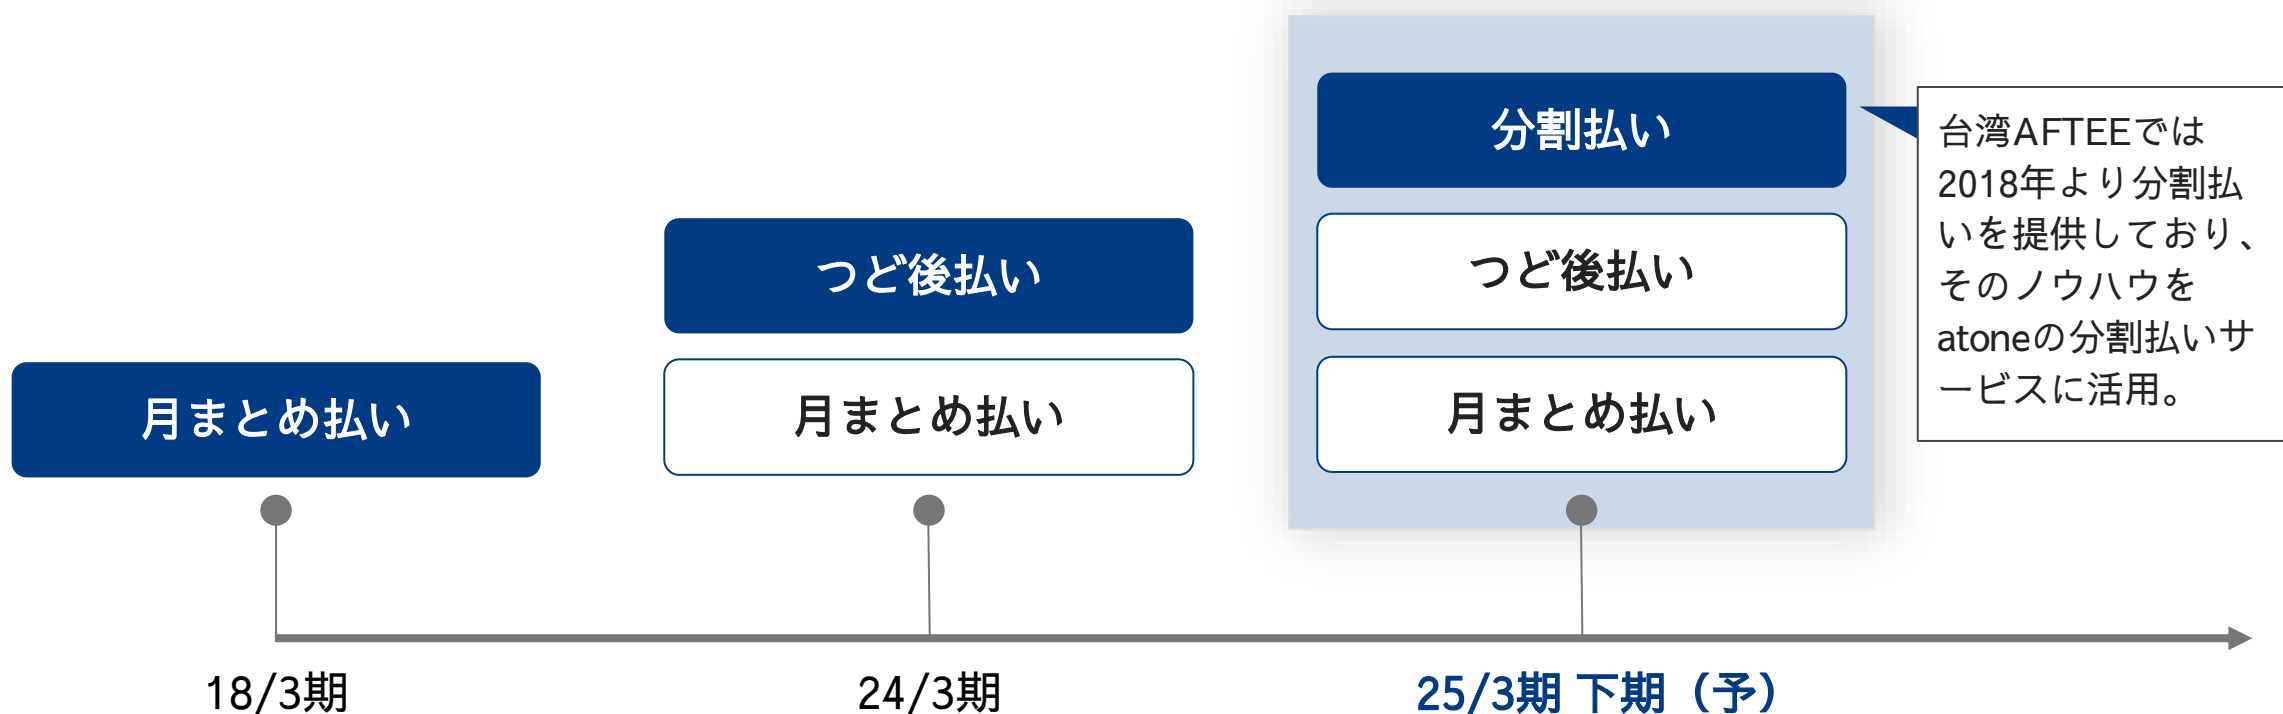 分割払い
つど後払い
月まとめ払い
台湾AFTEEでは
2018年より分割払
いを提供しており、
そのノウハウを
atoneの分割払いサ
ービスに活用。
つど後払い
月まとめ払い
月まとめ払い
18/3期
24/3期
25/3期 下期（予）